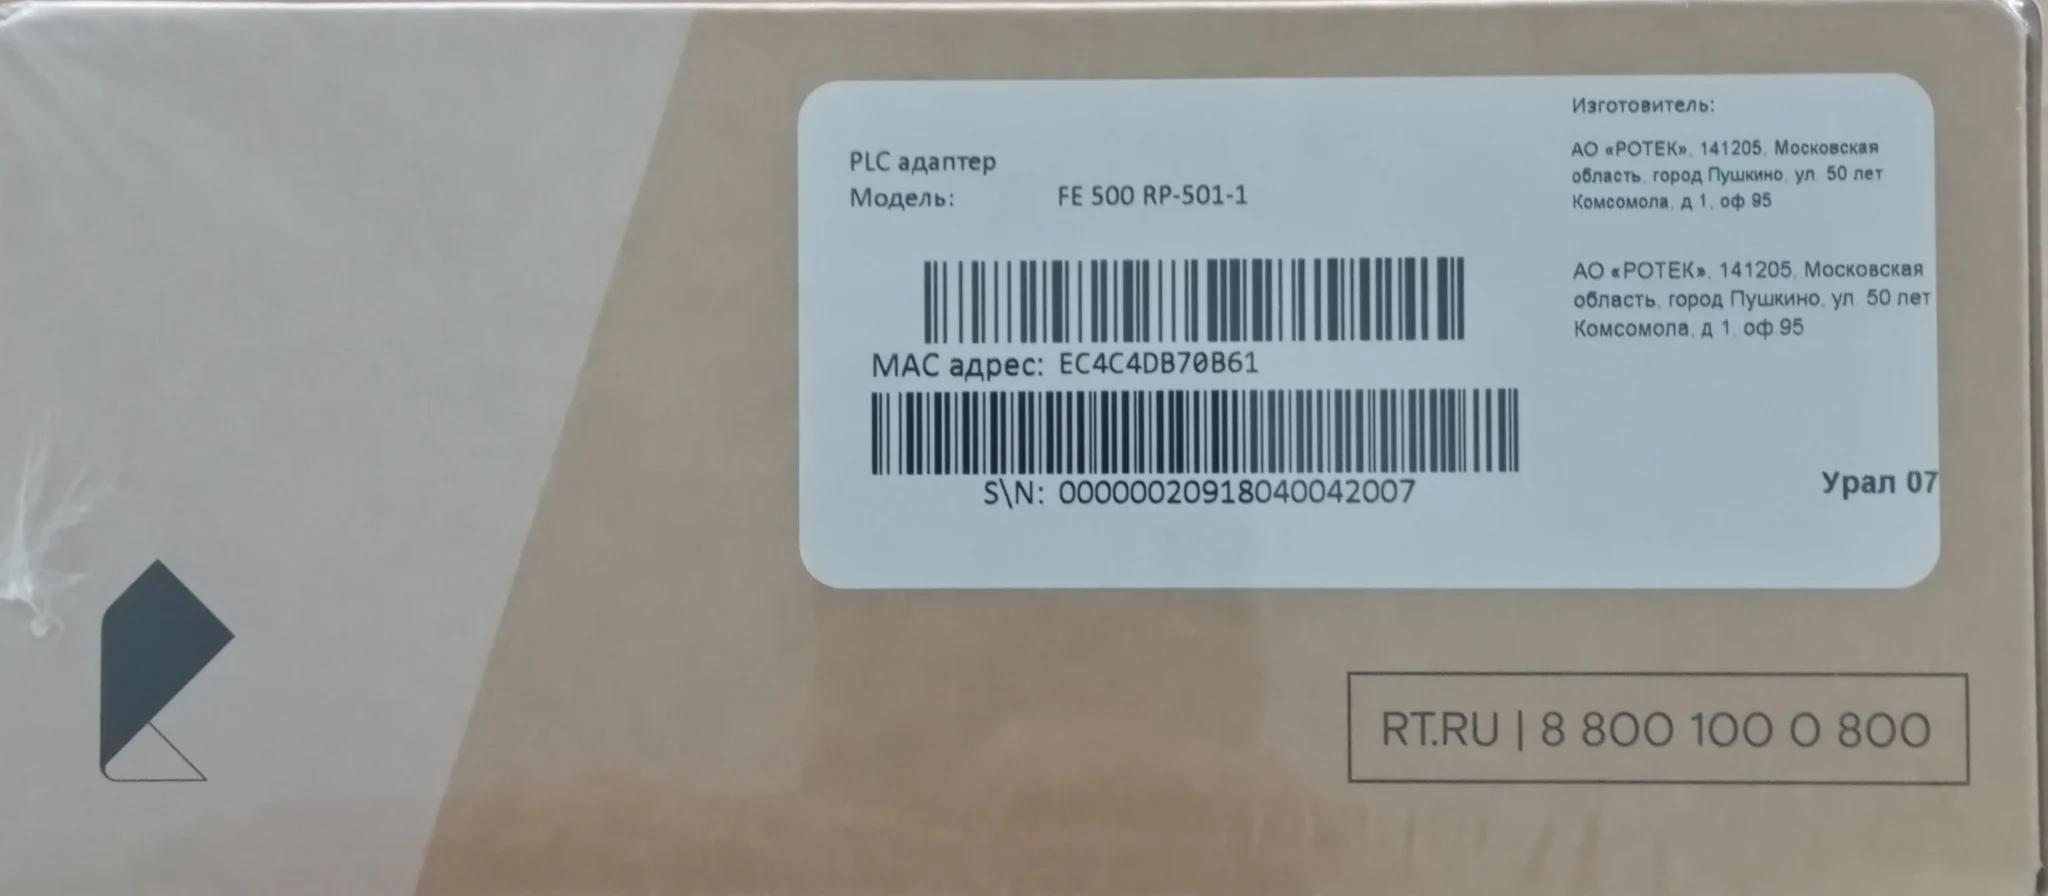 PLC адаптер
Модель: FE 500 RP-501-1
MAC адрес: EC4C4DB70B61
S\N: 00000020918040042007
Изготовитель:
АО «РОТЕК», 141205, Московская
область, город Пушкино, ул. 50 лет
Комсомола, д.1, оф.95
АО «РОТЕК», 141205, Московская
область, город Пушкино, ул. 50 лет
Комсомола, д.1, оф.95
Урал 07
RT.RU | 8 800 100 0 800